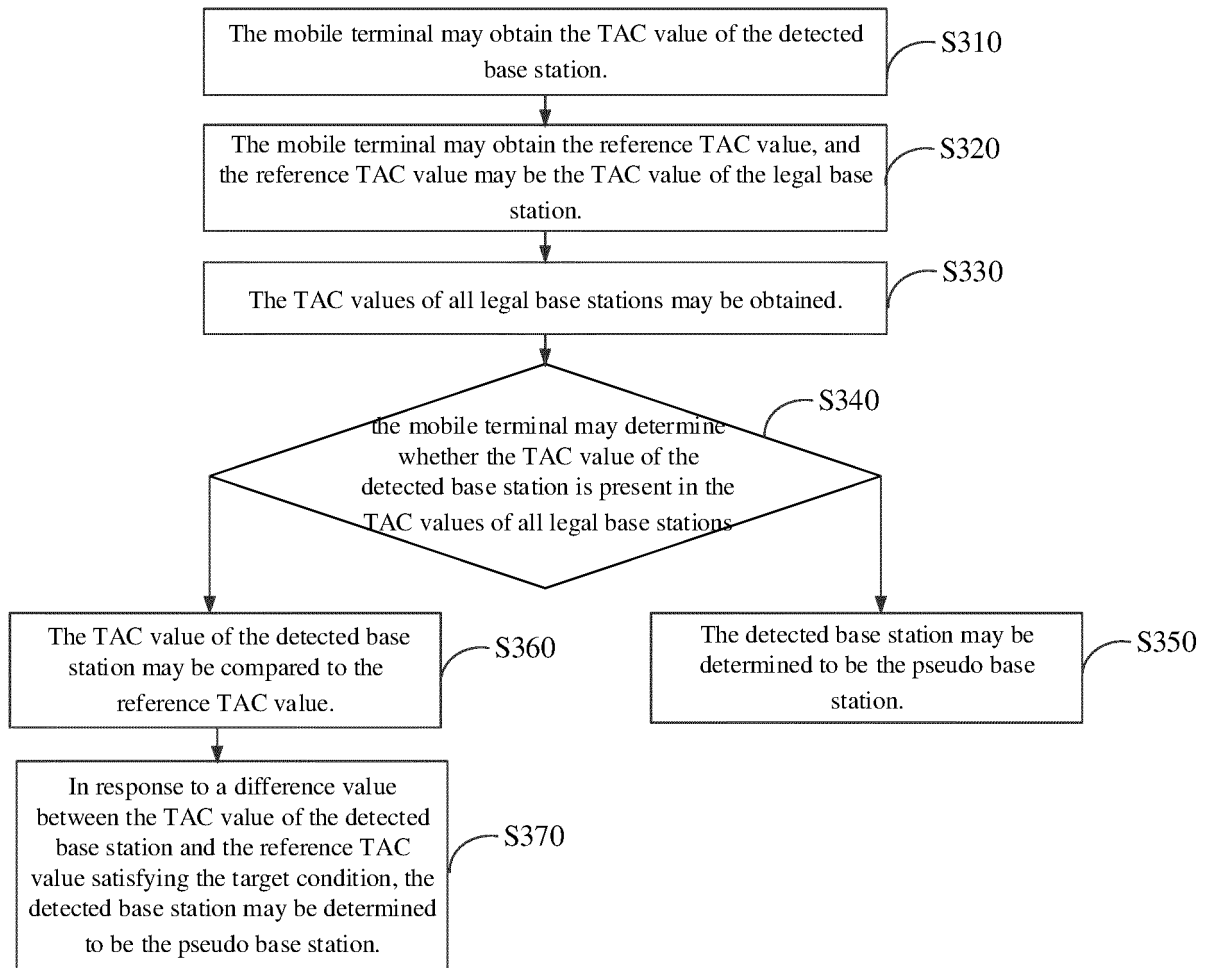 The mobile terminal may obtain the TAC value of the detected
base station.
S310
The mobile terminal may obtain the reference TAC value, and
the reference TAC value may be the TAC value of the legal base
station.
S320
The TAC values of all legal base stations may be obtained.
S330
the mobile terminal may determine
whether the TAC value of the
detected base station is present in the
TAC values of all legal base stations
S340
The TAC value of the detected base
station may be compared to the
reference TAC value.
S360
The detected base station may be
determined to be the pseudo base
station.
S350
In response to a difference value
between the TAC value of the detected
base station and the reference TAC
value satisfying the target condition, the
detected base station may be determined
to be the pseudo base station.
S370